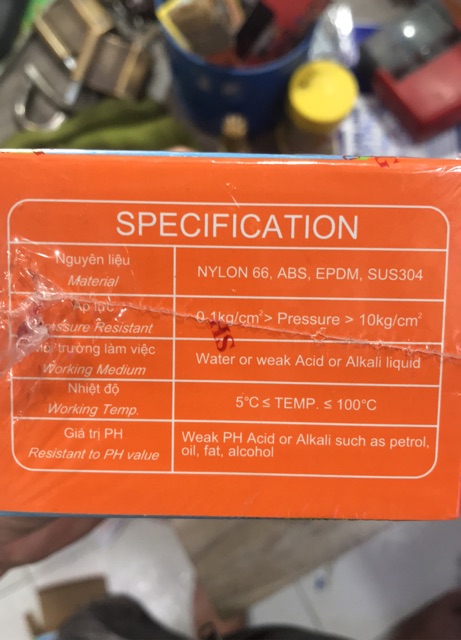 SPECIFICATION
Nguyên liệu
Material
NYLON 66, ABS, EPDM, SUS304
Áp lực
Pressure Resistant
0.1kg/cm²> Pressure > 10kg/cm²
Môi trường làm việc
Working Medium
Water or weak Acid or Alkali liquid
Nhiệt độ
Working Temp.
5°C ≤ TEMP. ≤ 100°C
Giá trị PH
Resistant to PH value
Weak PH Acid or Alkali such as petrol,
oil, fat, alcohol